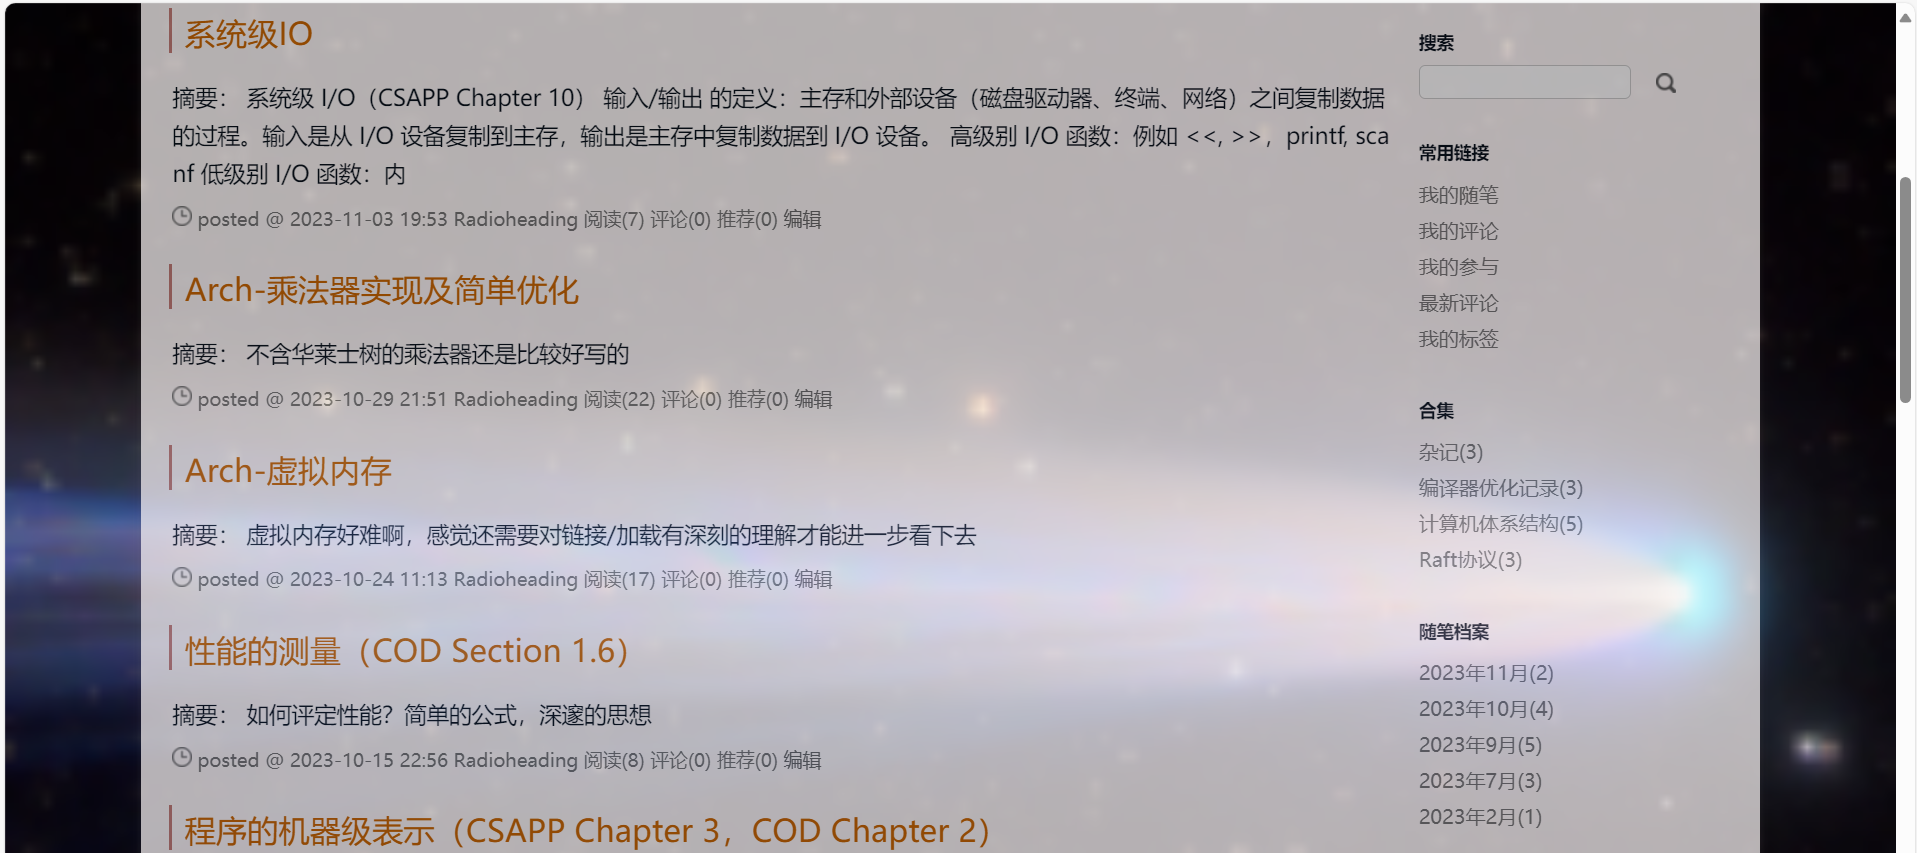 系统级IO
摘要： 系统级 I/O（CSAPP Chapter 10） 输入/输出 的定义：主存和外部设备（磁盘驱动器、终端、网络）之间复制数据
的过程。输入是从 I/O 设备复制到主存，输出是主存中复制数据到 I/O 设备。 高级别 I/O 函数：例如 <<, >>，printf, sca
nf 低级别 I/O 函数：内
posted @ 2023-11-03 19:53 Radioheading 阅读(7) 评论(0) 推荐(0) 编辑
Arch-乘法器实现及简单优化
摘要： 不含华莱士树的乘法器还是比较好写的
posted @ 2023-10-29 21:51 Radioheading 阅读(22) 评论(0) 推荐(0) 编辑
Arch-虚拟内存
摘要： 虚拟内存好难啊，感觉还需要对链接/加载有深刻的理解才能进一步看下去
posted @ 2023-10-24 11:13 Radioheading 阅读(17) 评论(0) 推荐(0) 编辑
性能的测量（COD Section 1.6）
摘要： 如何评定性能？简单的公式，深邃的思想
posted @ 2023-10-15 22:56 Radioheading 阅读(8) 评论(0) 推荐(0) 编辑
程序的机器级表示（CSAPP Chapter 3，COD Chapter 2）
搜索
常用链接
我的随笔
我的评论
我的参与
最新评论
我的标签
合集
杂记(3)
编译器优化记录(3)
计算机体系结构(5)
Raft协议(3)
随笔档案
2023年11月(2)
2023年10月(4)
2023年9月(5)
2023年7月(3)
2023年2月(1)